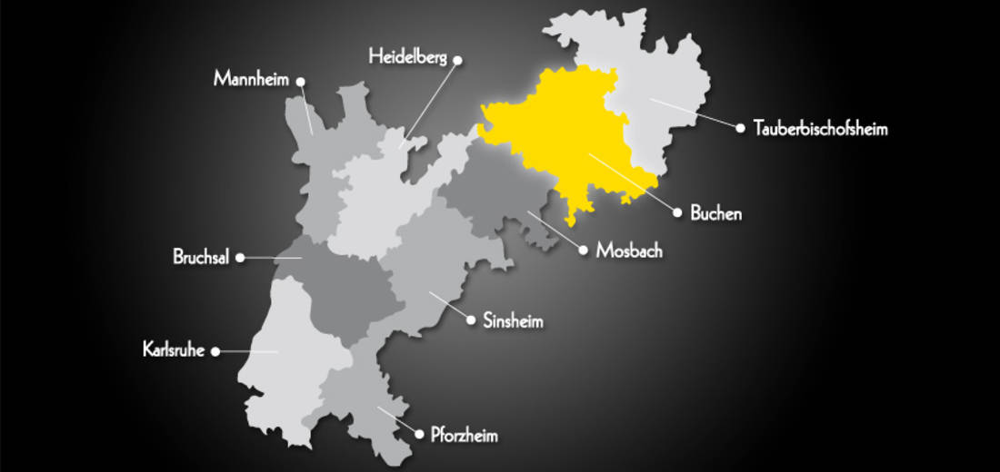 Heidelberg
Mannheim
Tauberbischofsheim
Buchen
Mosbach
Bruchsal
Sinsheim
Karlsruhe
Pforzheim